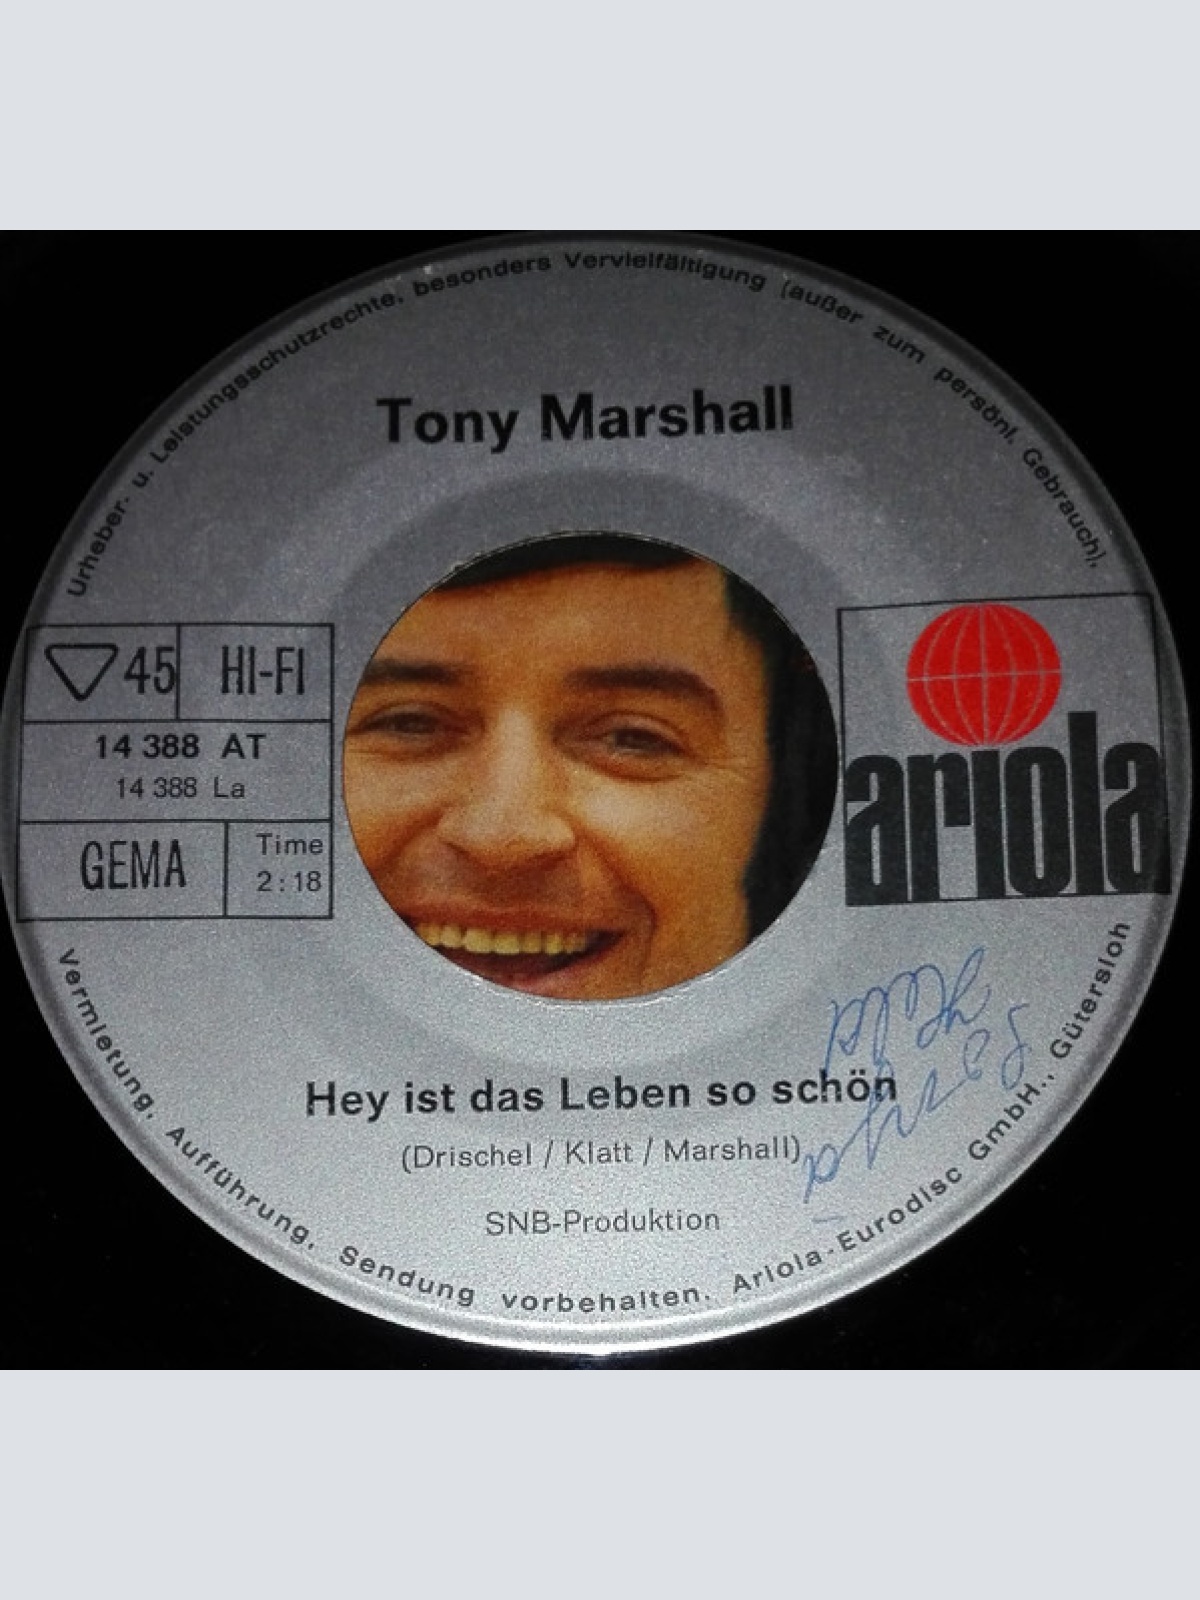 Urheber- u. Leistungsschutzrechte, besonders Vervielfältigung (außer zum persönl. Gebrauch),
Tony Marshall
45 HI-FI
14 388 AT
14 388 La
GEMA
Time
2:18
ariola
Hey ist das Leben so schön
(Drischel / Klatt / Marshall)
SNB-Produktion
Vermietung, Aufführung, Sendung vorbehalten. Ariola-Eurodisc GmbH., Gütersloh